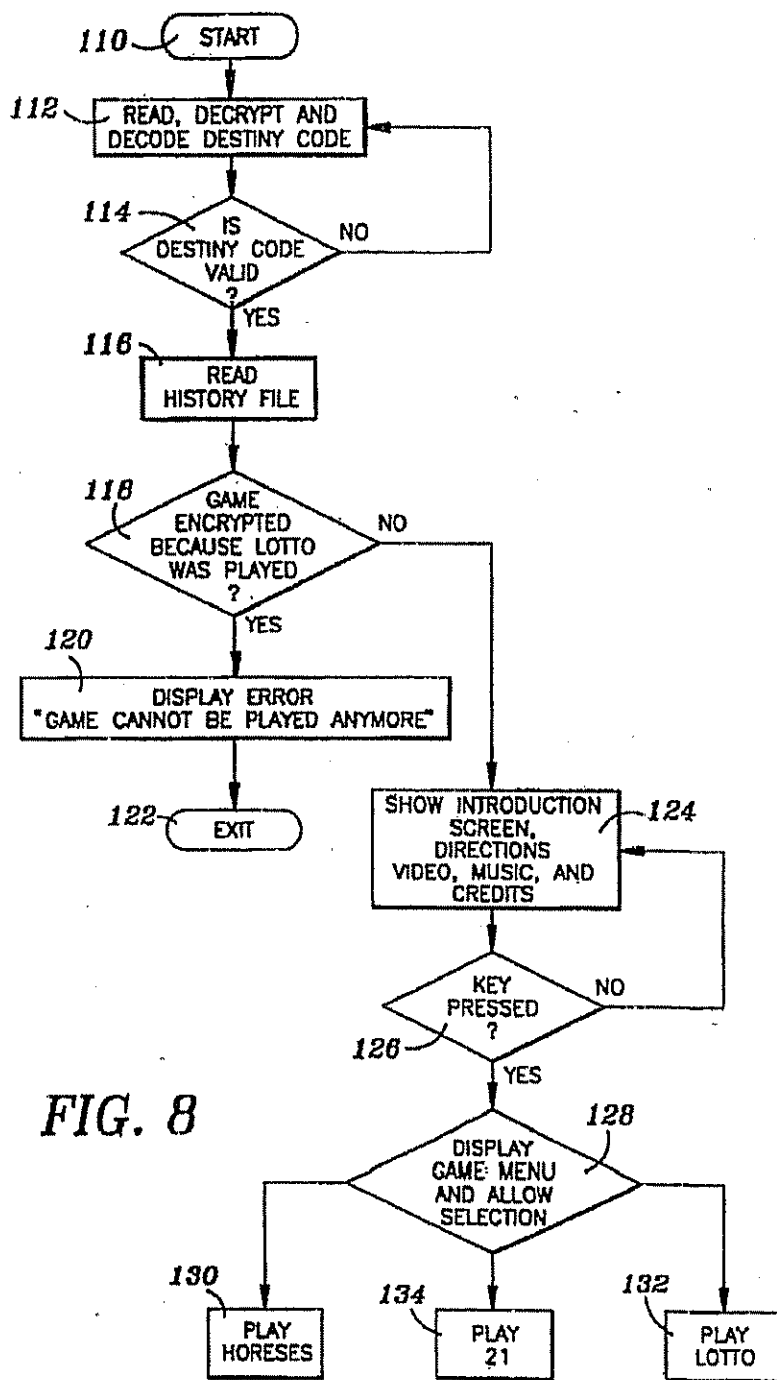 110
START
112
READ, DECRYPT AND
DECODE DESTINY CODE
114
IS
DESTINY CODE
VALID
?
NO
YES
116
READ
HISTORY FILE
118
GAME
ENCRYPTED
BECAUSE LOTTO
WAS PLAYED
?
NO
YES
120
DISPLAY ERROR
"GAME CANNOT BE PLAYED ANYMORE"
122
EXIT
SHOW INTRODUCTION
SCREEN,
DIRECTIONS
VIDEO, MUSIC, AND
CREDITS
124
KEY
PRESSED
?
NO
126
YES
FIG. 8
DISPLAY
GAME MENU
AND ALLOW
SELECTION
128
130
PLAY
HORESES
134
PLAY
21
132
PLAY
LOTTO